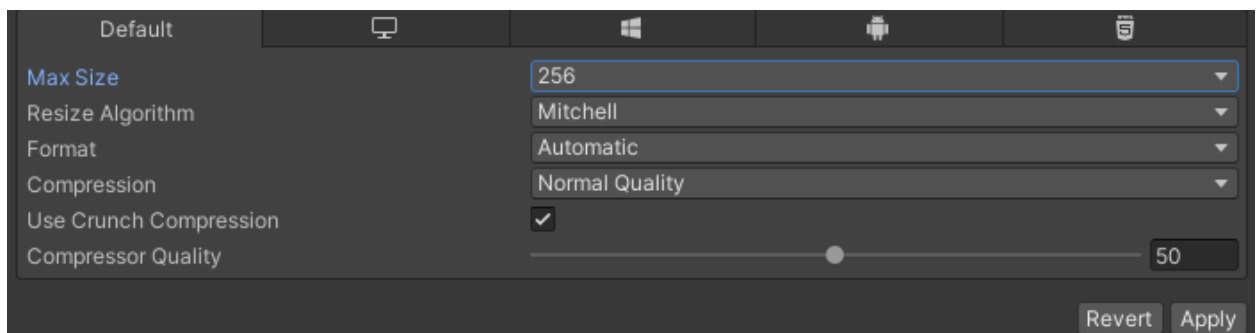 Default
Max Size 256
Resize Algorithm Mitchell
Format Automatic
Compression Normal Quality
Use Crunch Compression
Compressor Quality 50
Revert Apply